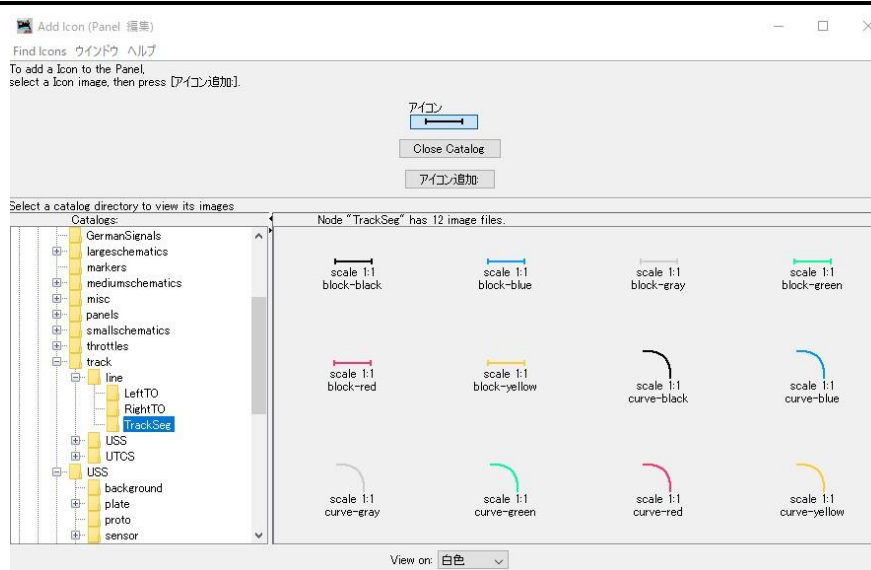 Add Icon (Panel 編集)
Find Icons ウインドウ ヘルプ
To add a Icon to the Panel,
select a Icon image, then press [アイコン追加:].
アイコン
Close Catalog
アイコン追加:
Select a catalog directory to view its images
Catalogs:
Node "TrackSeg" has 12 image files.
GermanSignals
largeschematics
markers
mediumschematics
misc
panels
smallschematics
throttles
track
line
LeftTO
RightTO
TrackSeg
USS
UTCS
USS
background
plate
proto
sensor
scale 1:1 scale 1:1 scale 1:1 scale 1:1
block-black block-blue block-gray block-green
scale 1:1 scale 1:1 scale 1:1 scale 1:1
block-red block-yellow curve-black curve-blue
scale 1:1 scale 1:1 scale 1:1 scale 1:1
curve-gray curve-green curve-red curve-yellow
View on: 白色